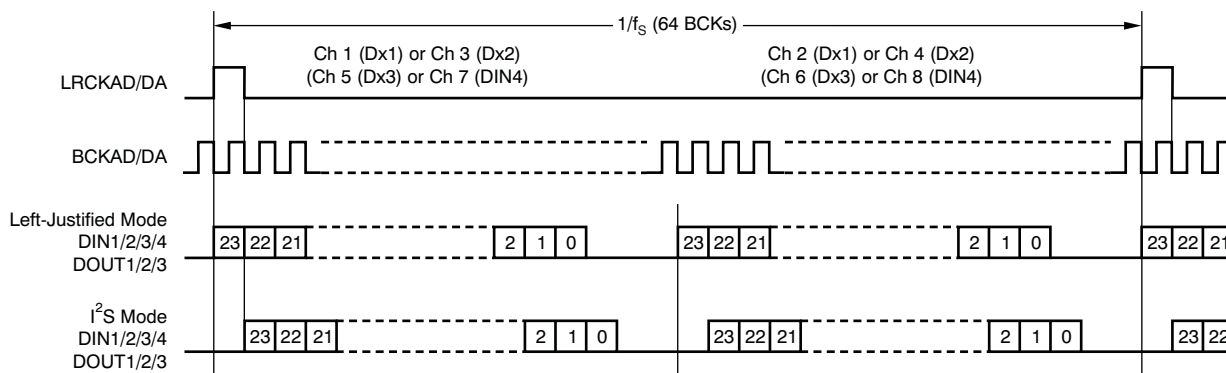 1/fS (64 BCKs)
Ch 1 (Dx1) or Ch 3 (Dx2)
(Ch 5 (Dx3) or Ch 7 (DIN4)
Ch 2 (Dx1) or Ch 4 (Dx2)
(Ch 6 (Dx3) or Ch 8 (DIN4)
LRCKAD/DA
BCKAD/DA
Left-Justified Mode
DIN1/2/3/4
DOUT1/2/3
23 22 21 2 1 0 23 22 21 2 1 0 23 22 21
I2S Mode
DIN1/2/3/4
DOUT1/2/3
23 22 21 2 1 0 23 22 21 2 1 0 23 22